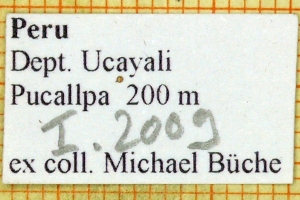 Peru
Dept. Ucayali
Pucallpa 200 m
I. 2009
ex coll. Michael Büche